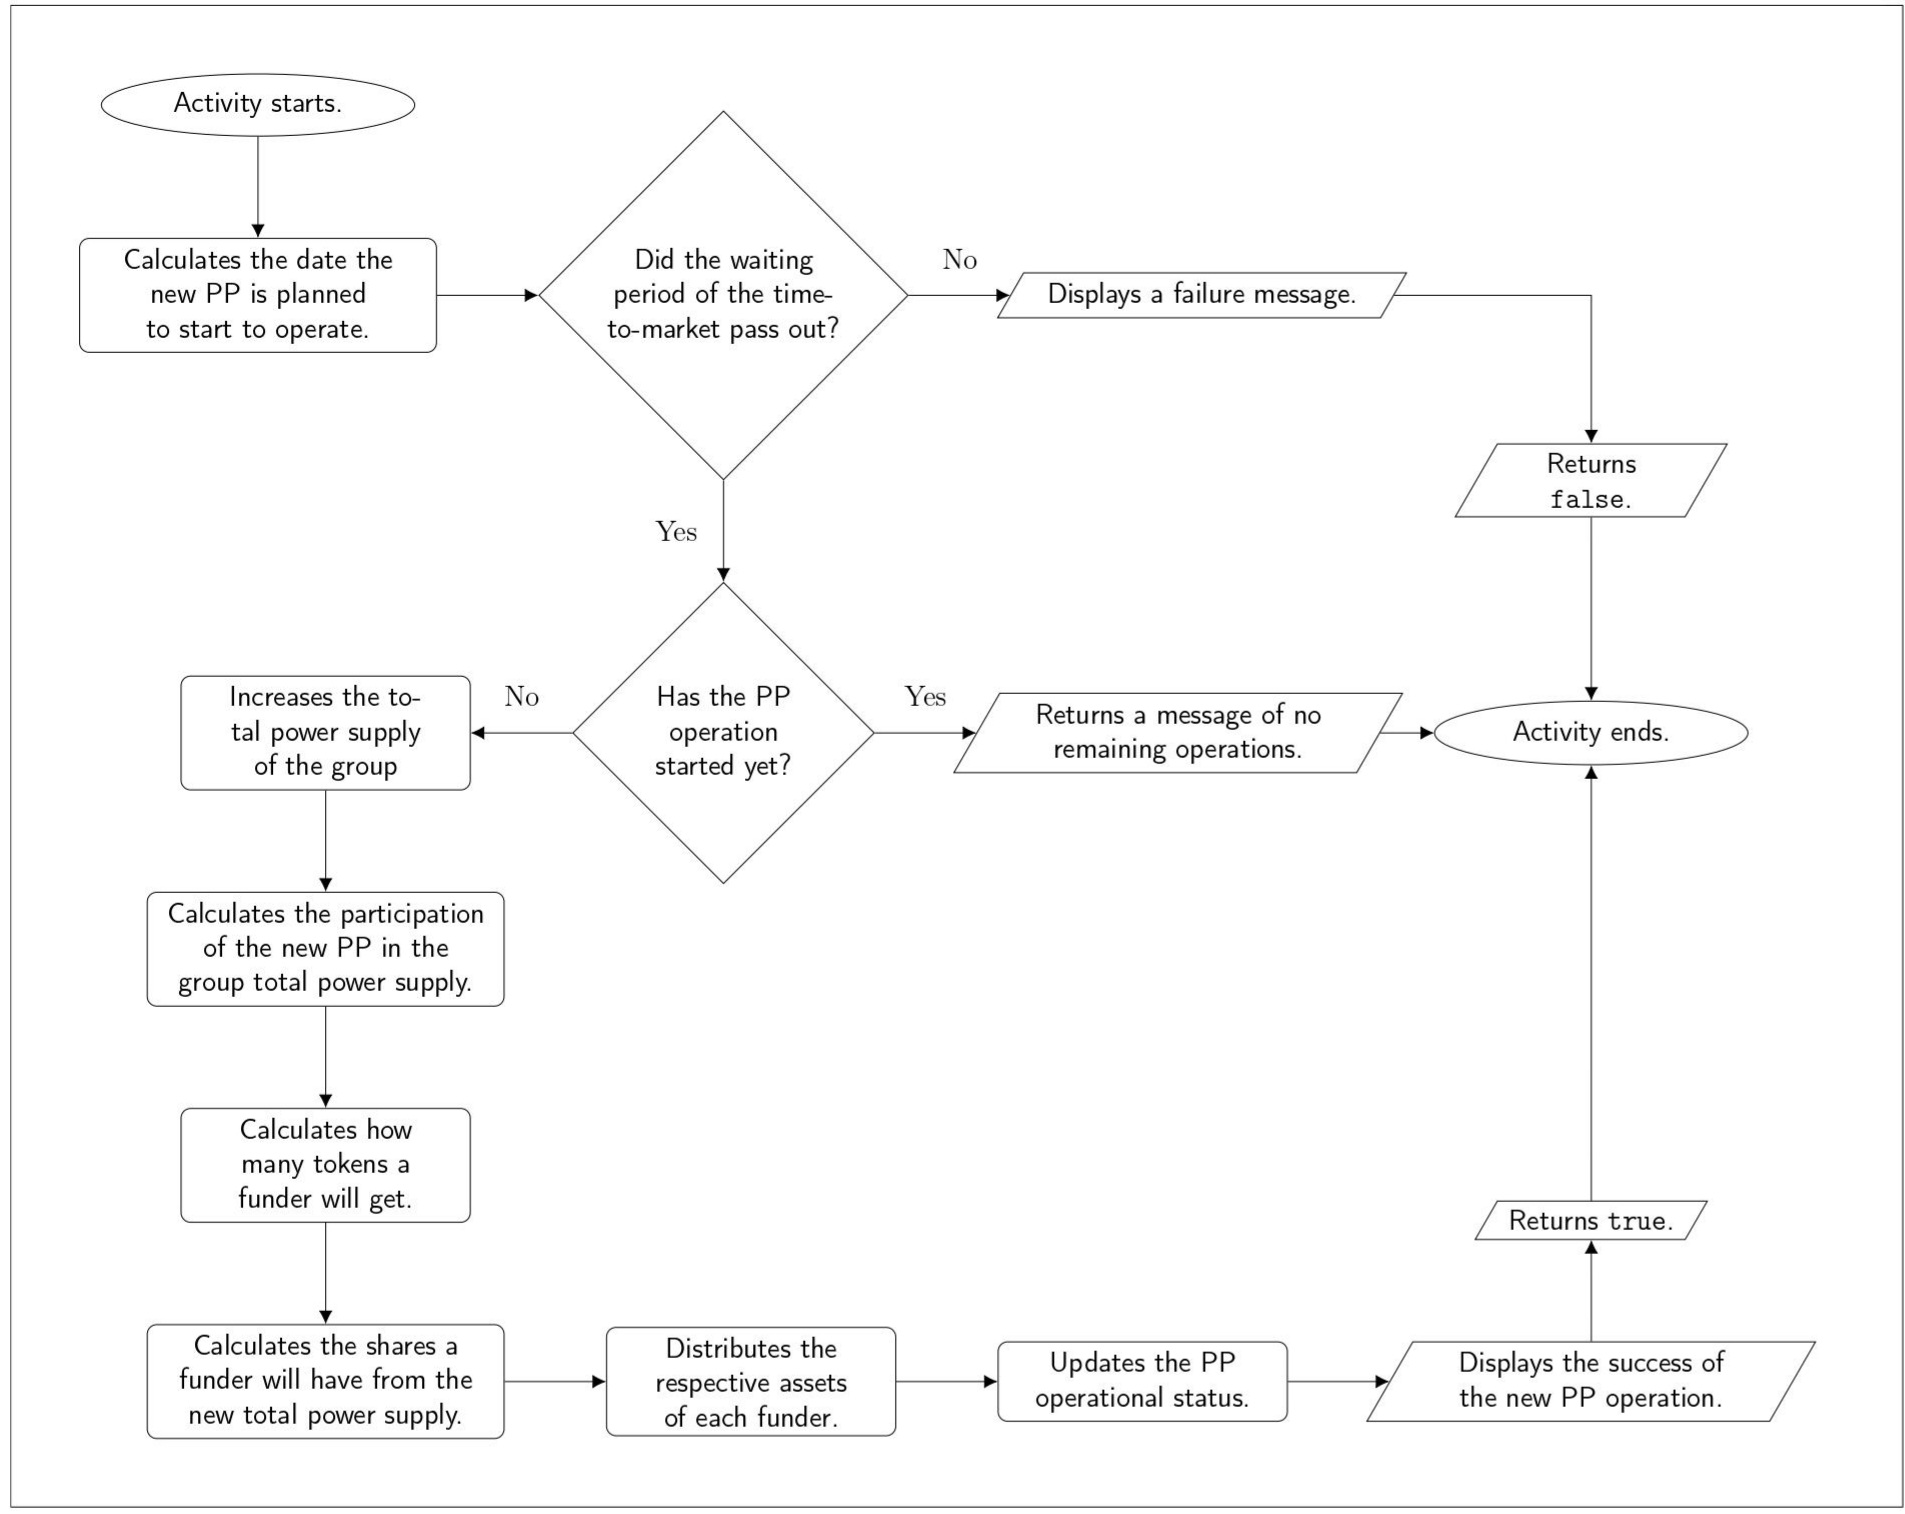 Activity starts.
Calculates the date the
new PP is planned
to start to operate.
Did the waiting
period of the time-
to-market pass out?
No
Displays a failure message.
Returns
false.
Yes
Increases the to-
tal power supply
of the group
No
Has the PP
operation
started yet?
Yes
Returns a message of no
remaining operations.
Activity ends.
Calculates the participation
of the new PP in the
group total power supply.
Calculates how
many tokens a
funder will get.
Calculates the shares a
funder will have from the
new total power supply.
Distributes the
respective assets
of each funder.
Updates the PP
operational status.
Displays the success of
the new PP operation.
Returns true.